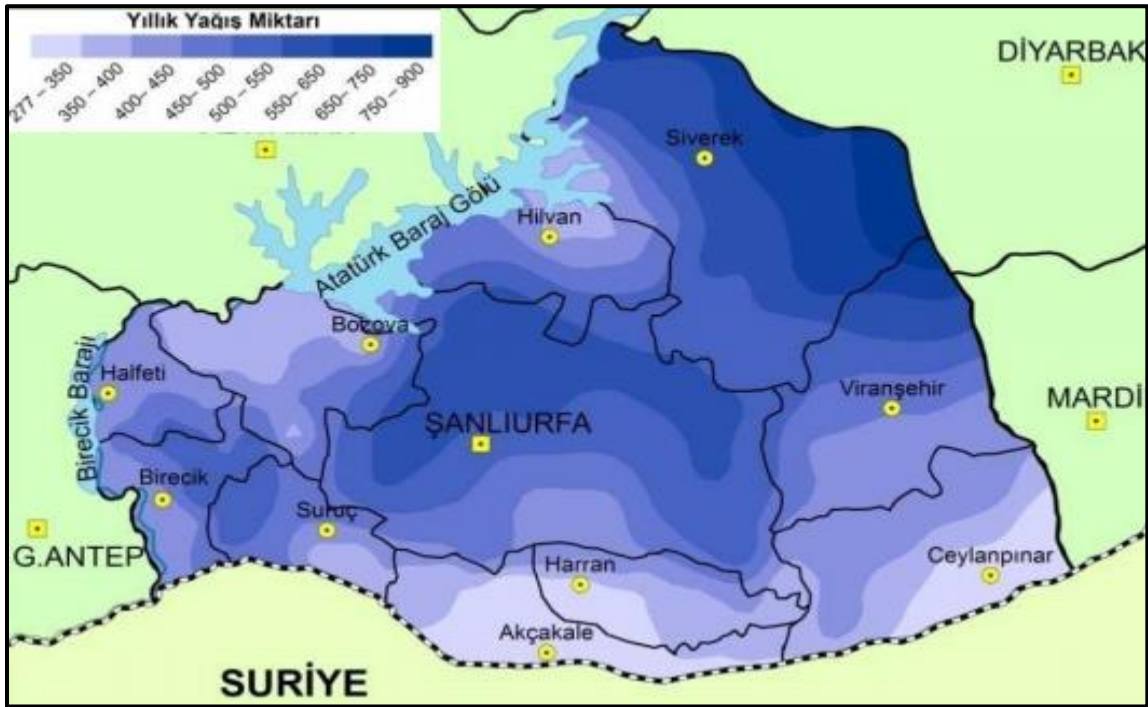 Yıllık Yağış Miktarı
277 – 350
350 – 400
400– 450
450– 500
500 – 550
550– 650
650– 750
750 – 900
DİYARBAK
Siverek
Hilvan
Atatürk Baraj Gölü
Bozova
Birecik Barajı
Halfeti
Viranşehir
MARDİ
ŞANLIURFA
Birecik
Suruç
G.ANTEP
Harran
Ceylanpınar
Akçakale
SURİYE